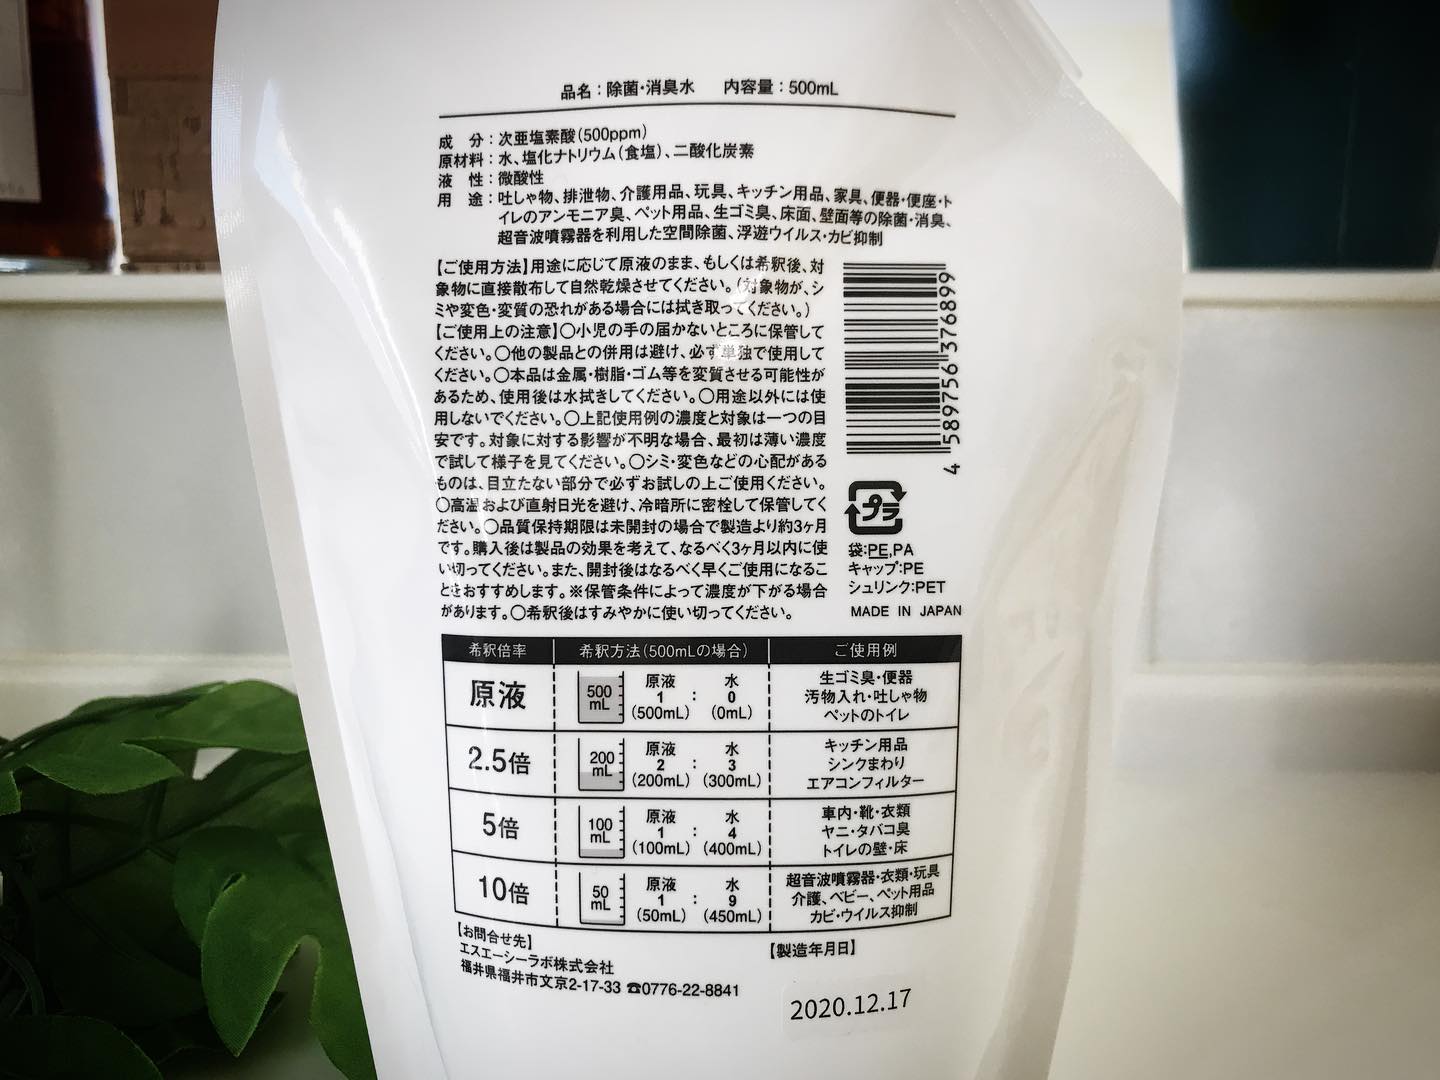 品名：除菌・消臭水　内容量：500mL
成　分：次亜塩素酸（500ppm）
原材料：水、塩化ナトリウム（食塩）、二酸化炭素
液　性：微酸性
用　途：吐しゃ物、排泄物、介護用品、玩具、キッチン用品、家具、便器・便座・ト
イレのアンモニア臭、ペット用品、生ゴミ臭、床面、壁面等の除菌・消臭、
超音波噴霧器を利用した空間除菌、浮遊ウイルス・カビ抑制
【ご使用方法】用途に応じて原液のまま、もしくは希釈後、対
象物に直接散布して自然乾燥させてください。（対象物が、シ
ミや変色・変質の恐れがある場合には拭き取ってください。）
【ご使用上の注意】○小児の手の届かないところに保管して
ください。○他の製品との併用は避け、必ず単独で使用して
ください。○本品は金属・樹脂・ゴム等を変質させる可能性が
あるため、使用後は水拭きしてください。○用途以外には使
用しないでください。○上記使用例の濃度と対象は一つの目
安です。対象に対する影響が不明な場合、最初は薄い濃度
で試して様子を見てください。○シミ・変色などの心配がある
ものは、目立たない部分で必ずお試しの上ご使用ください。
○高温および直射日光を避け、冷暗所に密栓して保管してく
ださい。○品質保持期限は未開封の場合で製造より約3ヶ月
です。購入後は製品の効果を考えて、なるべく3ヶ月以内に使
い切ってください。また、開封後はなるべく早くご使用になるこ
とをおすすめします。※保管条件によって濃度が下がる場合
があります。○希釈後はすみやかに使い切ってください。
4 589756 376899
プラ
袋：PE,PA
キャップ：PE
シュリンク：PET
MADE IN JAPAN
希釈倍率　希釈方法（500mLの場合）　ご使用例
原液　500mL　原液 1（500mL）：水 0（0mL）　生ゴミ臭・便器
汚物入れ・吐しゃ物
ペットのトイレ
2.5倍　200mL　原液 2（200mL）：水 3（300mL）　キッチン用品
シンクまわり
エアコンフィルター
5倍　100mL　原液 1（100mL）：水 4（400mL）　車内・靴・衣類
ヤニ・タバコ臭
トイレの壁・床
10倍　50mL　原液 1（50mL）：水 9（450mL）　超音波噴霧器・衣類・玩具
介護、ベビー、ペット用品
カビ・ウイルス抑制
【お問合せ先】
エスエーシーラボ株式会社
福井県福井市文京2-17-33 ☎0776-22-8841
【製造年月日】
2020.12.17